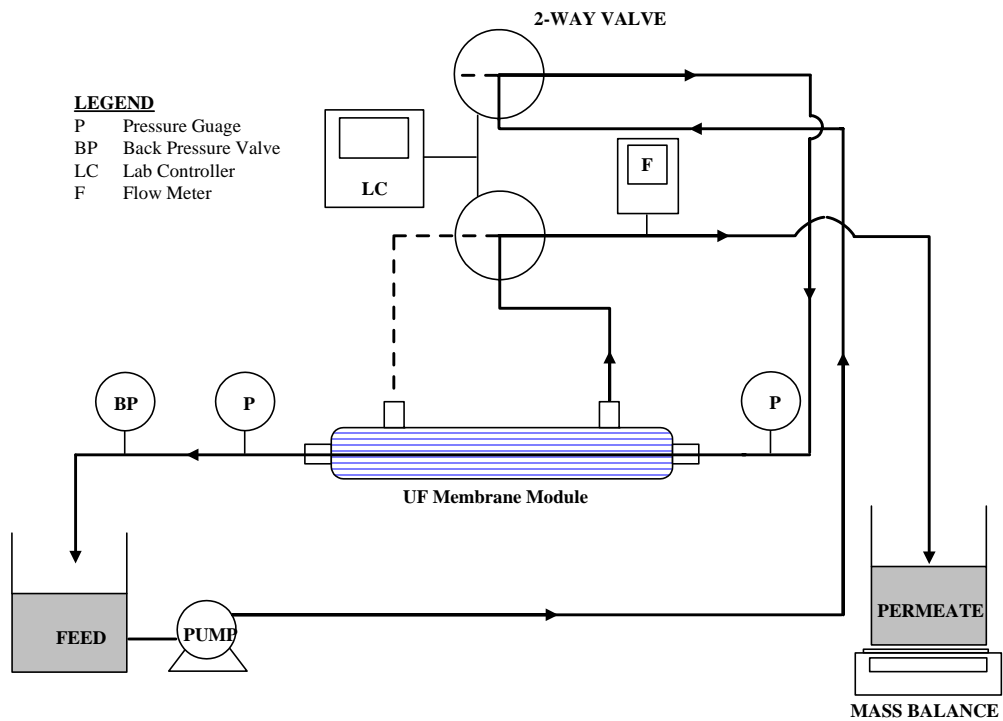 2-WAY VALVE
LEGEND
P Pressure Guage
BP Back Pressure Valve
LC Lab Controller
F Flow Meter
LC
F
BP
P
P
UF Membrane Module
FEED
PUMP
PERMEATE
MASS BALANCE